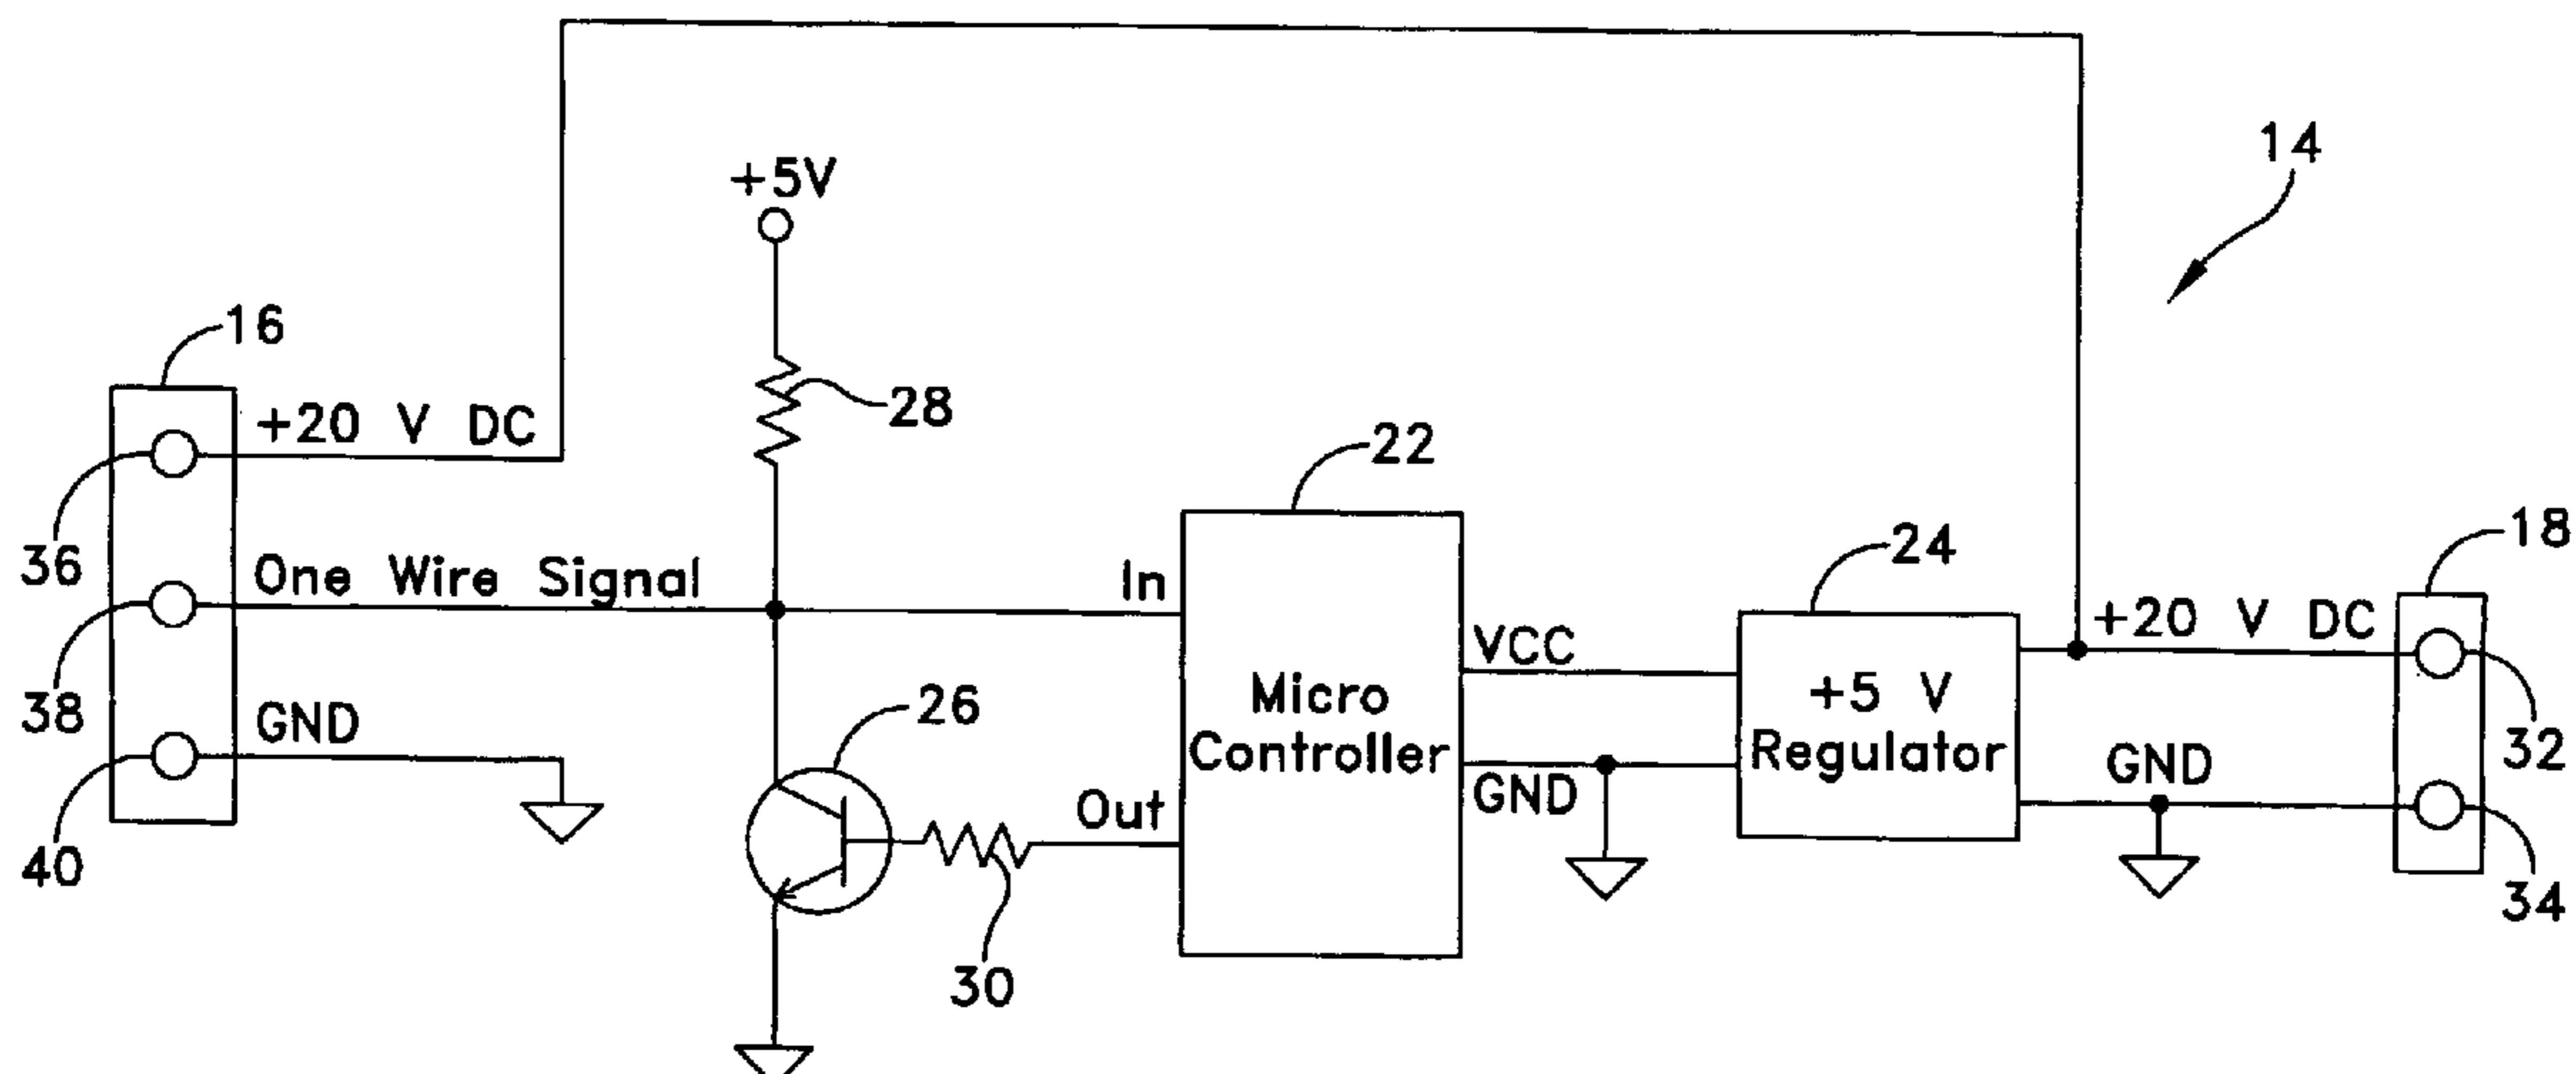 14
+5V
16
28
+20 V DC
22
36
18
24
One Wire Signal
In
+20 V DC
VCC
38
26
Micro
Controller
+5 V
Regulator
32
GND
GND
GND
Out
40
34
30